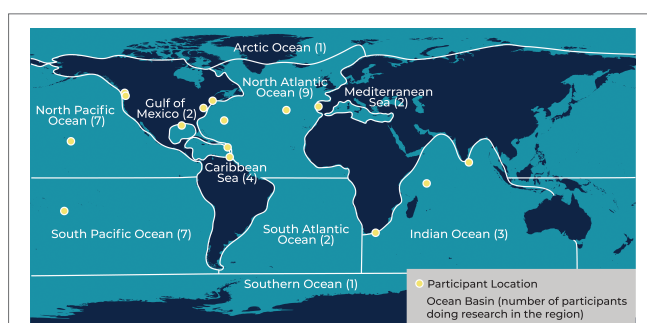 Arctic Ocean (1)
North Atlantic
Ocean (9)
Mediterranean
Sea (2)
North Pacific
Ocean (7)
Gulf of
Mexico (2)
Caribbean
Sea (4)
South Pacific Ocean (7)
South Atlantic
Ocean (2)
Indian Ocean (3)
Southern Ocean (1)
Participant Location
Ocean Basin (number of participants
doing research in the region)